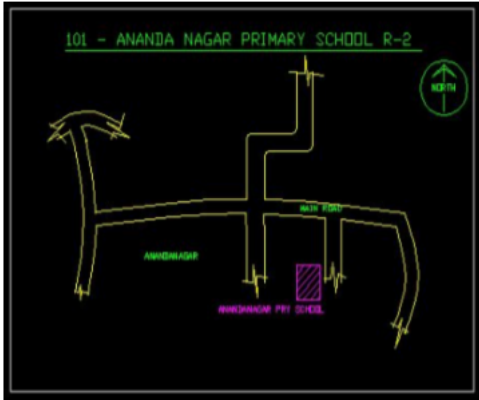 101 - ANANDA NAGAR PRIMARY SCHOOL R-2
NORTH
MAIN ROAD
ANANDANAGAR
ANANDANAGAR PRY SCHOOL